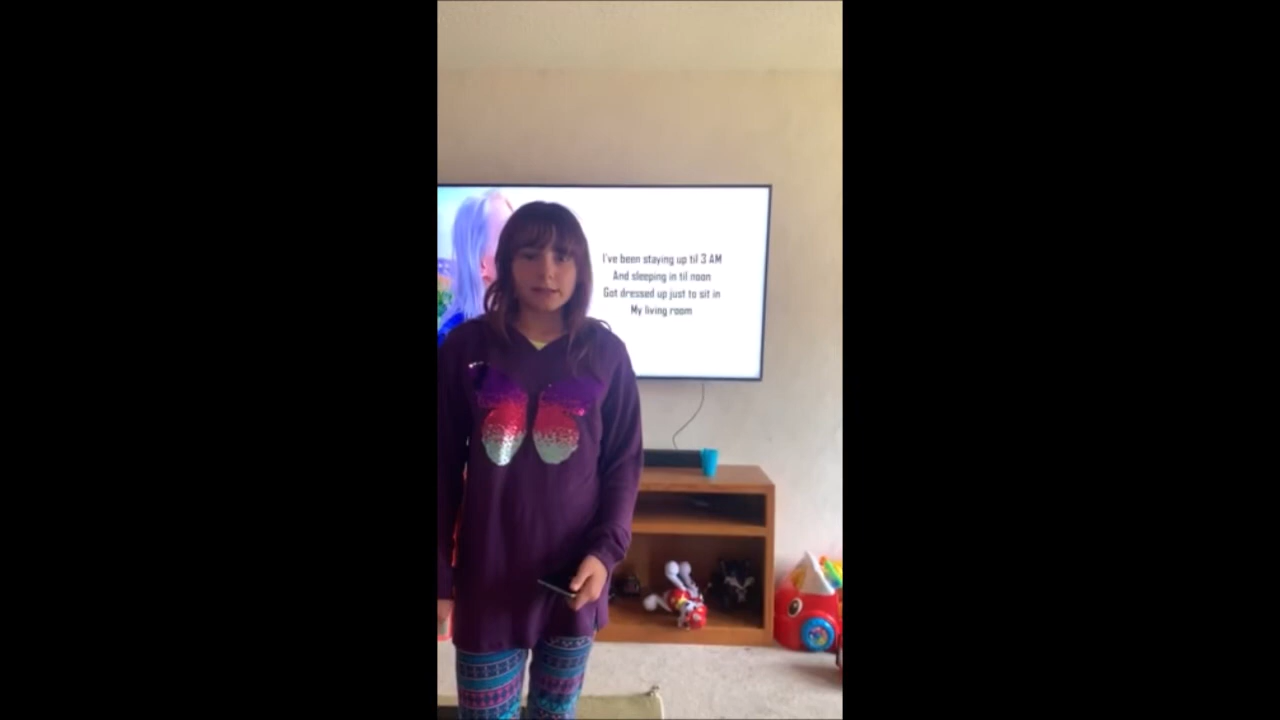 I've been staying up til 3 AM
And sleeping in til noon
Got dressed up just to sit in
My living room